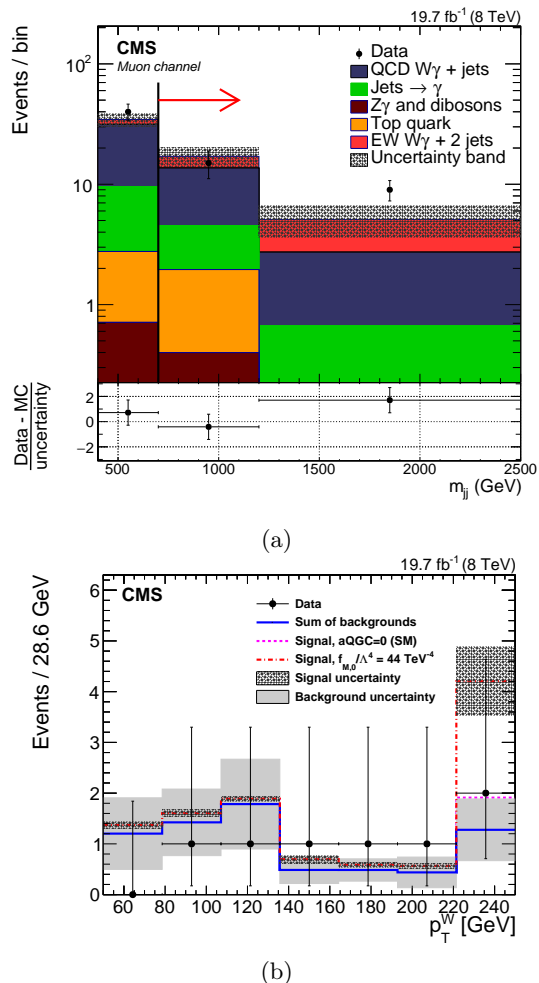 19.7 fb⁻¹ (8 TeV)
CMS
Muon channel
Data
QCD Wγ + jets
Jets → γ
Zγ and dibosons
Top quark
EW Wγ + 2 jets
Uncertainty band
Events / bin
10²
10
1
Data - MC
uncertainty
2
0
−2
500 1000 1500 2000 2500
m_jj (GeV)
(a)
19.7 fb⁻¹ (8 TeV)
CMS
Data
Sum of backgrounds
Signal, aQGC=0 (SM)
Signal, f_M,0/Λ⁴ = 44 TeV⁻⁴
Signal uncertainty
Background uncertainty
Events / 28.6 GeV
6
5
4
3
2
1
0
60 80 100 120 140 160 180 200 220 240
p_T^W [GeV]
(b)